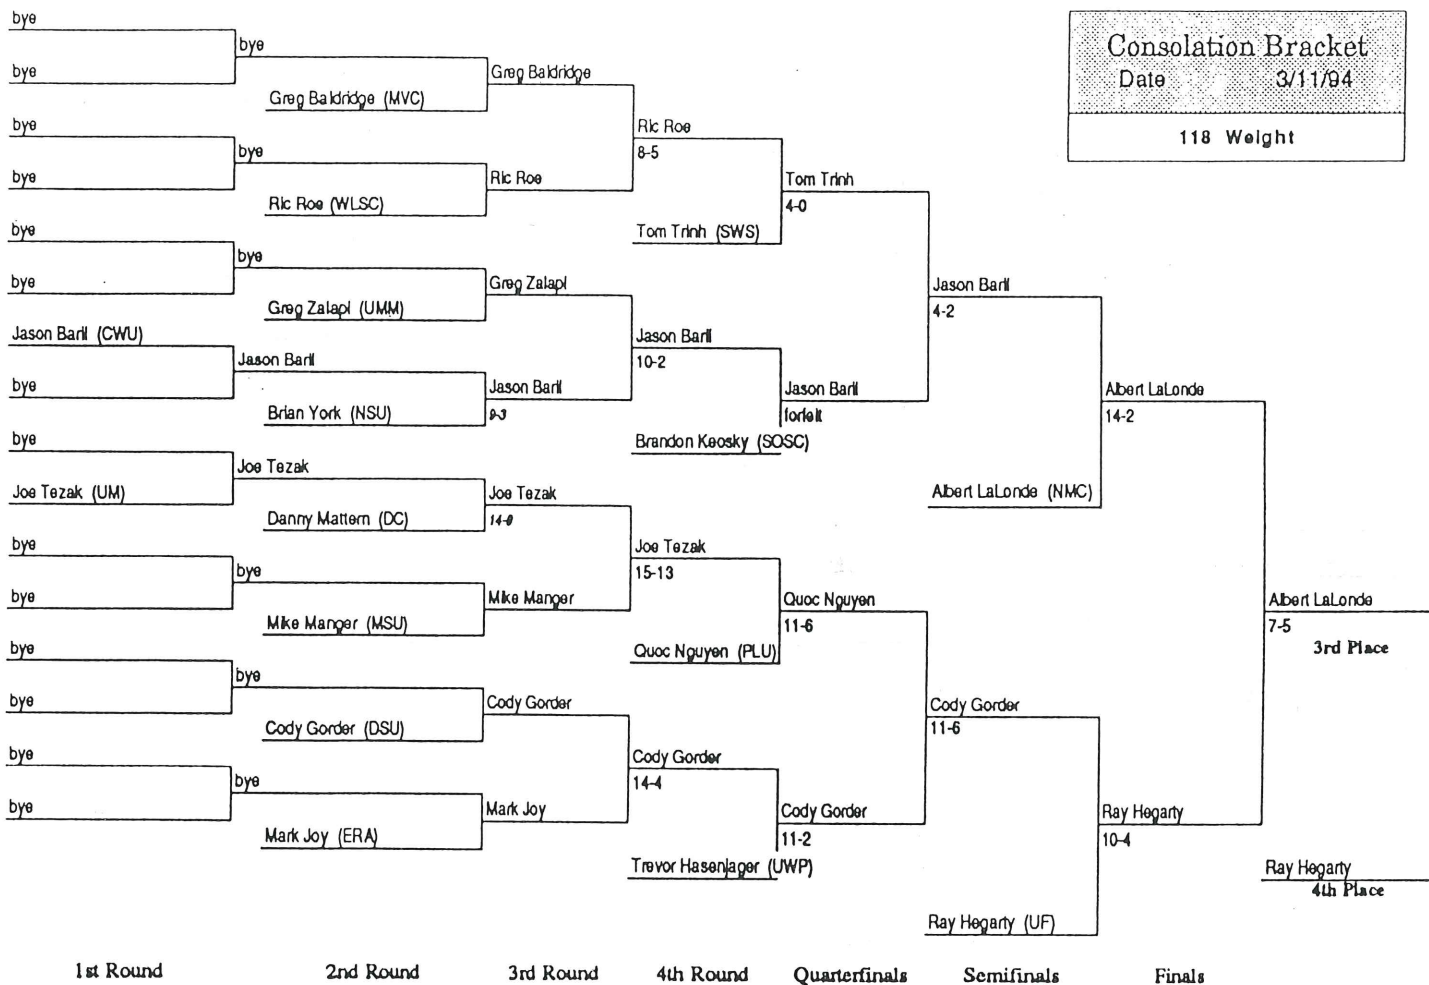 bye
bye
bye
bye
bye
bye
bye
bye
Jason Baril (CWU)
bye
bye
Joe Tezak (UM)
bye
bye
bye
bye
bye
bye
bye
Greg Baldridge (MVC)
bye
Ric Roe (WLSC)
bye
Greg Zalapi (UMM)
Jason Baril
Brian York (NSU)
Joe Tezak
Danny Mattern (DC)
bye
Mike Manger (MSU)
bye
Cody Gorder (DSU)
bye
Mark Joy (ERA)
Greg Baldridge
Ric Roe
Greg Zalapi
Jason Baril
9-3
Joe Tezak
14-0
Mike Manger
Cody Gorder
Mark Joy
Ric Roe
8-5
Tom Trinh (SWS)
Jason Baril
10-2
Brandon Keosky (SOSC)
Joe Tezak
15-13
Quoc Nguyen (PLU)
Cody Gorder
14-4
Trevor Hasenjager (UWP)
Tom Trinh
4-0
Jason Baril
forfeit
Quoc Nguyen
11-6
Cody Gorder
11-2
Jason Baril
4-2
Albert LaLonde (NMC)
Cody Gorder
11-6
Ray Hegarty (UF)
Albert LaLonde
14-2
Ray Hegarty
10-4
Albert LaLonde
7-5
3rd Place
Ray Hegarty
4th Place
Consolation Bracket
Date 3/11/94
118 Weight
1st Round 2nd Round 3rd Round 4th Round Quarterfinals Semifinals Finals